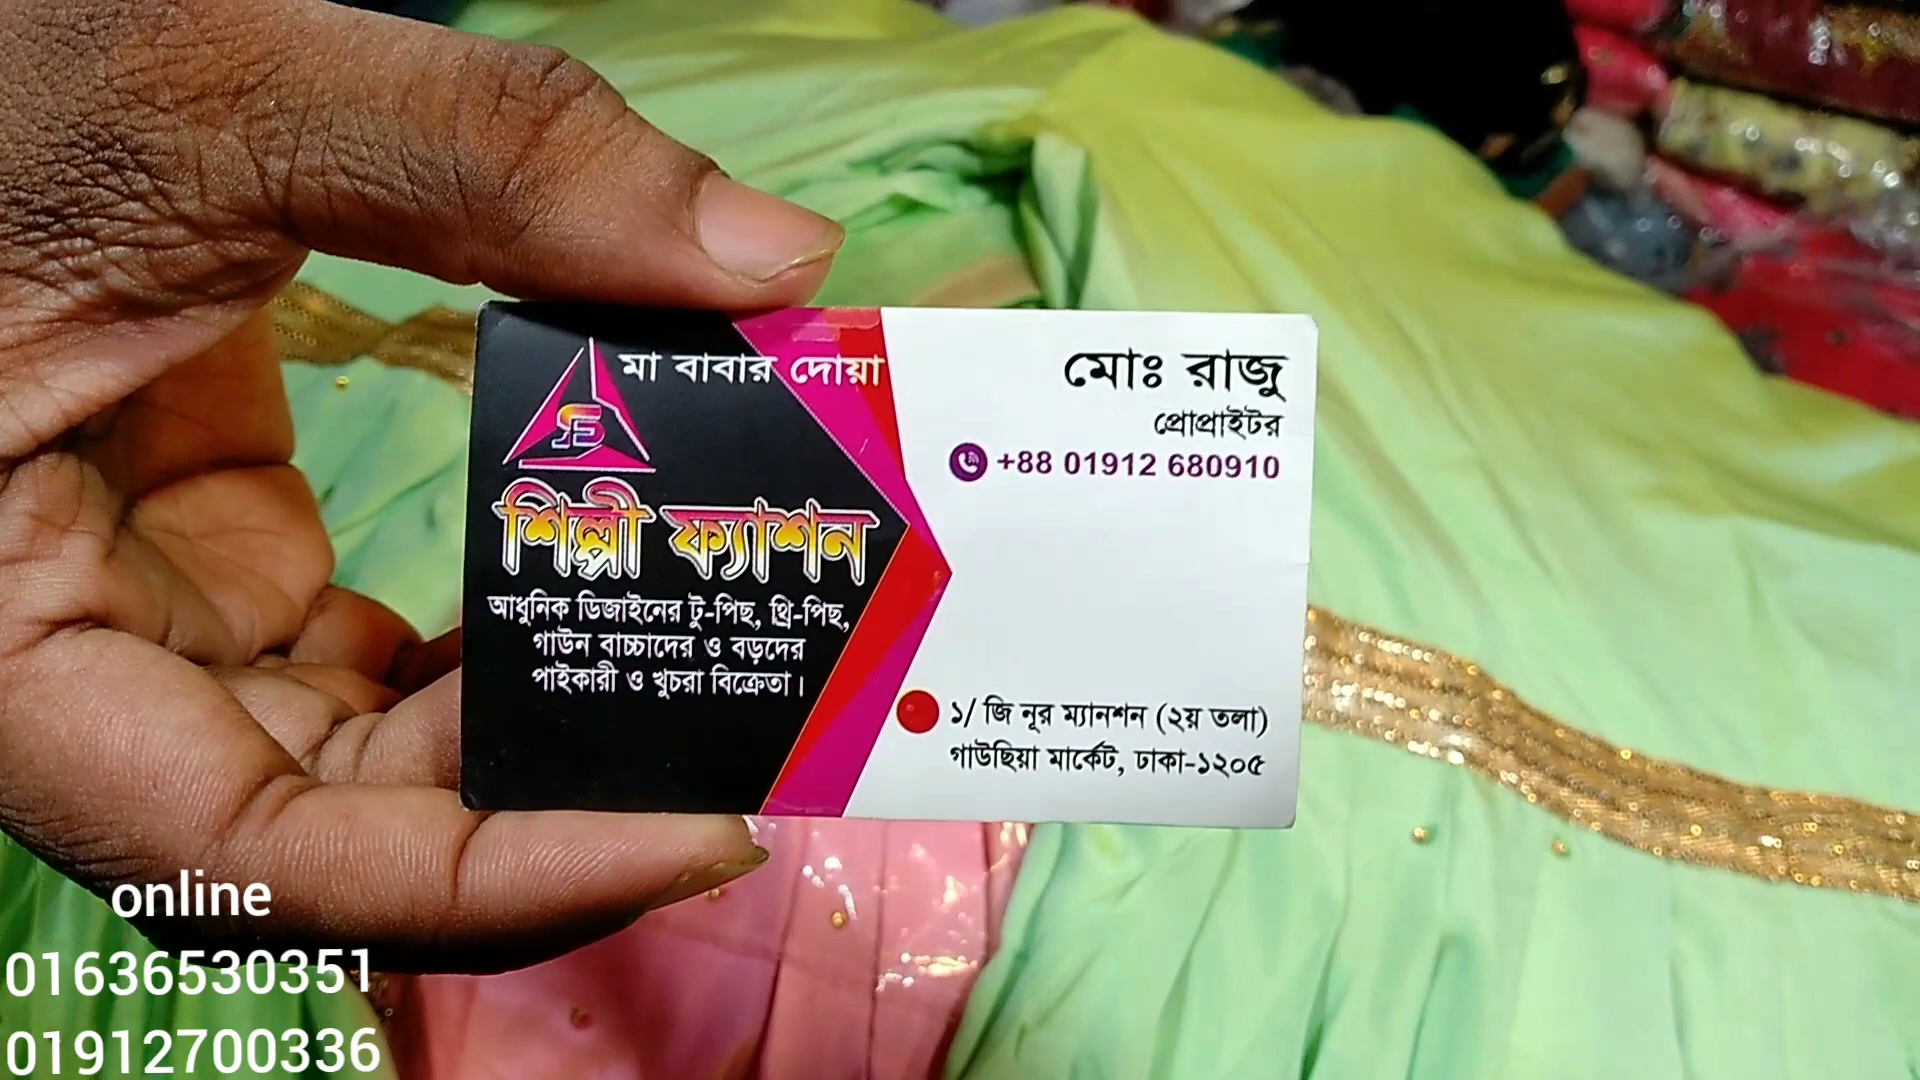 মা বাবার দোয়া
SF
শিল্পী ফ্যাশন
আধুনিক ডিজাইনের টু-পিছ, থ্রি-পিছ,
গাউন বাচ্চাদের ও বড়দের
পাইকারী ও খুচরা বিক্রেতা।
মোঃ রাজু
প্রোপ্রাইটর
+88 01912 680910
১/ জি নূর ম্যানশন (২য় তলা)
গাউছিয়া মার্কেট, ঢাকা-১২০৫
online
01636530351
01912700336